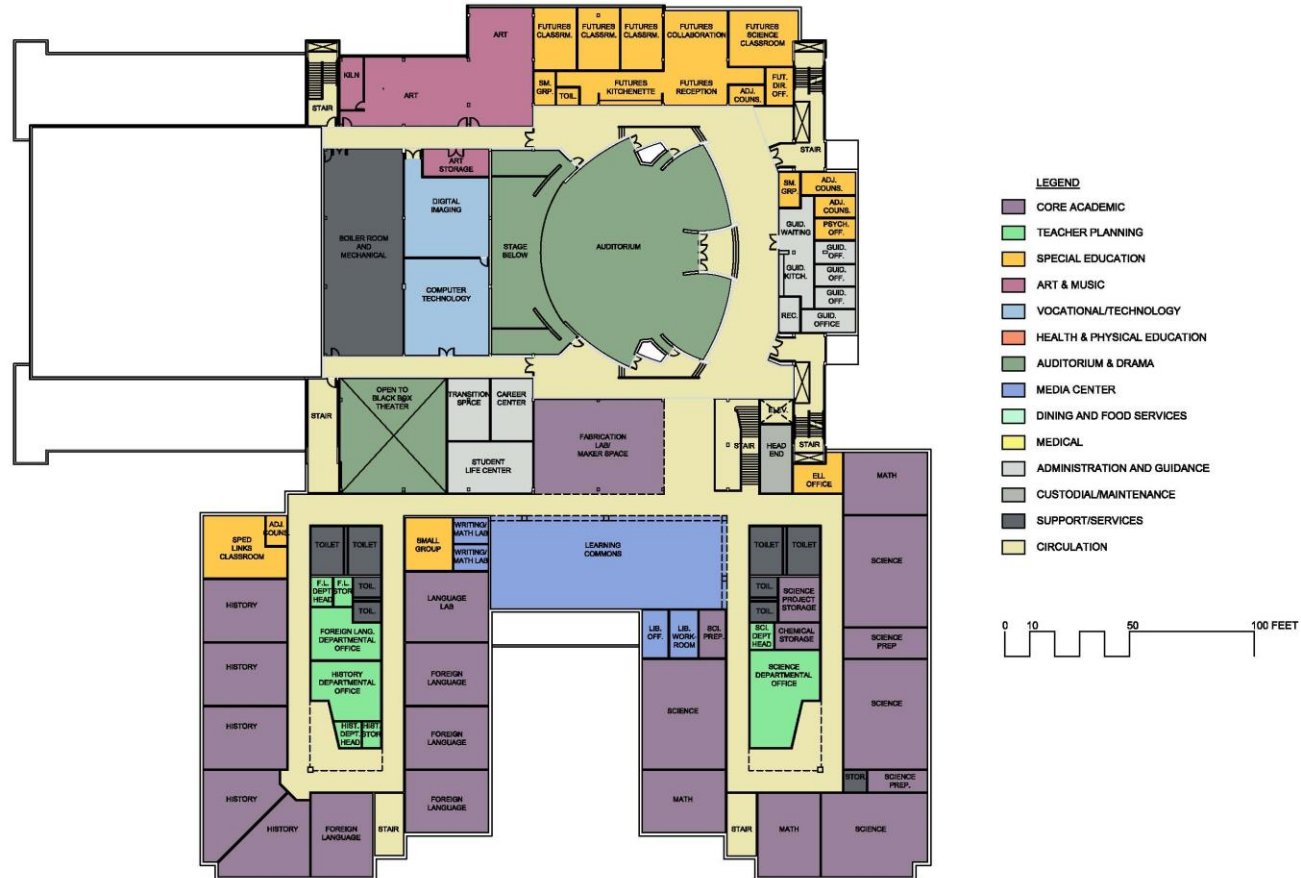 ART
FUTURES
CLASSRM.
FUTURES
CLASSRM.
FUTURES
CLASSRM.
FUTURES
COLLABORATION
FUTURES
SCIENCE
CLASSROOM
KILN
ART
STAIR
SM.
GRP.
TOIL.
FUTURES
KITCHENETTE
FUTURES
RECEPTION
ADJ.
COUNS.
FUT.
DIR.
OFF.
STAIR
ART
STORAGE
DIGITAL
IMAGING
BOILER ROOM
AND
MECHANICAL
STAGE
BELOW
AUDITORIUM
COMPUTER
TECHNOLOGY
SM.
GRP.
ADJ.
COUNS.
ADJ.
COUNS.
PSYCH.
OFF.
GUID.
WAITING
GUID.
OFF.
GUID.
OFF.
GUID.
KITCH.
GUID.
OFF.
REC.
GUID.
OFFICE
STAIR
OPEN TO
BLACK BOX
THEATER
TRANSITION
SPACE
CAREER
CENTER
STUDENT
LIFE CENTER
FABRICATION
LAB/
MAKER SPACE
STAIR
ELEV.
HEAD
END
STAIR
ELL
OFFICE
MATH
SPED
LINKS
CLASSROOM
ADJ.
COUNS.
TOILET
TOILET
SMALL
GROUP
WRITING/
MATH LAB
WRITING/
MATH LAB
LEARNING
COMMONS
TOILET
TOILET
SCIENCE
HISTORY
F.L.
DEPT
HEAD
F.L.
STOR
TOIL.
TOIL.
FOREIGN LANG.
DEPARTMENTAL
OFFICE
LANGUAGE
LAB
LIB.
OFF.
LIB.
WORK-
ROOM
SCI.
PREP.
TOIL.
TOIL.
SCIENCE
PROJECT
STORAGE
SCI.
DEPT
HEAD
CHEMICAL
STORAGE
SCIENCE
PREP
HISTORY
HISTORY
DEPARTMENTAL
OFFICE
FOREIGN
LANGUAGE
SCIENCE
SCIENCE
DEPARTMENTAL
OFFICE
SCIENCE
HISTORY
HIST.
DEPT.
HEAD
HIST.
STOR
FOREIGN
LANGUAGE
HISTORY
HISTORY
FOREIGN
LANGUAGE
STAIR
FOREIGN
LANGUAGE
MATH
STAIR
MATH
STOR.
SCIENCE
PREP.
SCIENCE
LEGEND
CORE ACADEMIC
TEACHER PLANNING
SPECIAL EDUCATION
ART & MUSIC
VOCATIONAL/TECHNOLOGY
HEALTH & PHYSICAL EDUCATION
AUDITORIUM & DRAMA
MEDIA CENTER
DINING AND FOOD SERVICES
MEDICAL
ADMINISTRATION AND GUIDANCE
CUSTODIAL/MAINTENANCE
SUPPORT/SERVICES
CIRCULATION
0 10 50 100 FEET